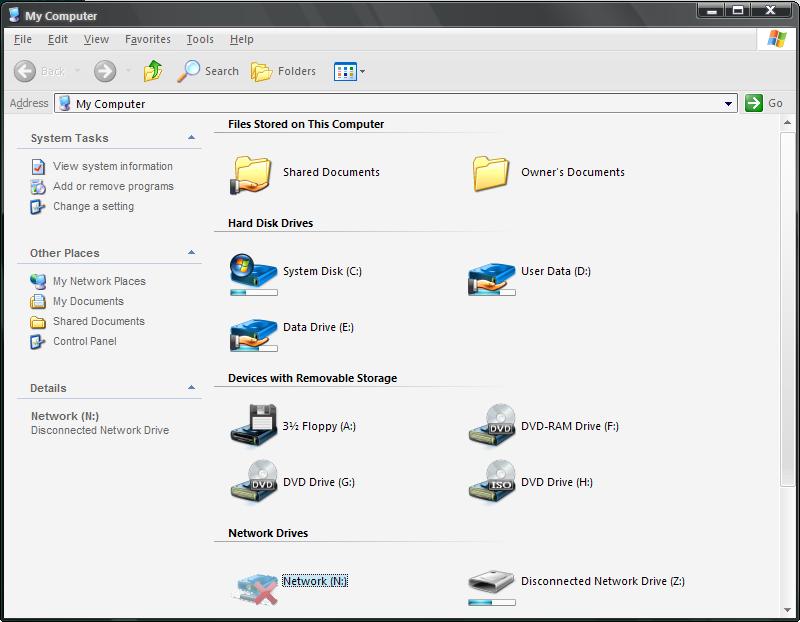 My Computer
File Edit View Favorites Tools Help
Back Search Folders
Address My Computer Go
System Tasks
View system information
Add or remove programs
Change a setting
Other Places
My Network Places
My Documents
Shared Documents
Control Panel
Details
Network (N:)
Disconnected Network Drive
Files Stored on This Computer
Shared Documents Owner's Documents
Hard Disk Drives
System Disk (C:) User Data (D:)
Data Drive (E:)
Devices with Removable Storage
3½ Floppy (A:) DVD DVD-RAM Drive (F:)
DVD DVD Drive (G:) ISO DVD Drive (H:)
Network Drives
Network (N:) Disconnected Network Drive (Z:)